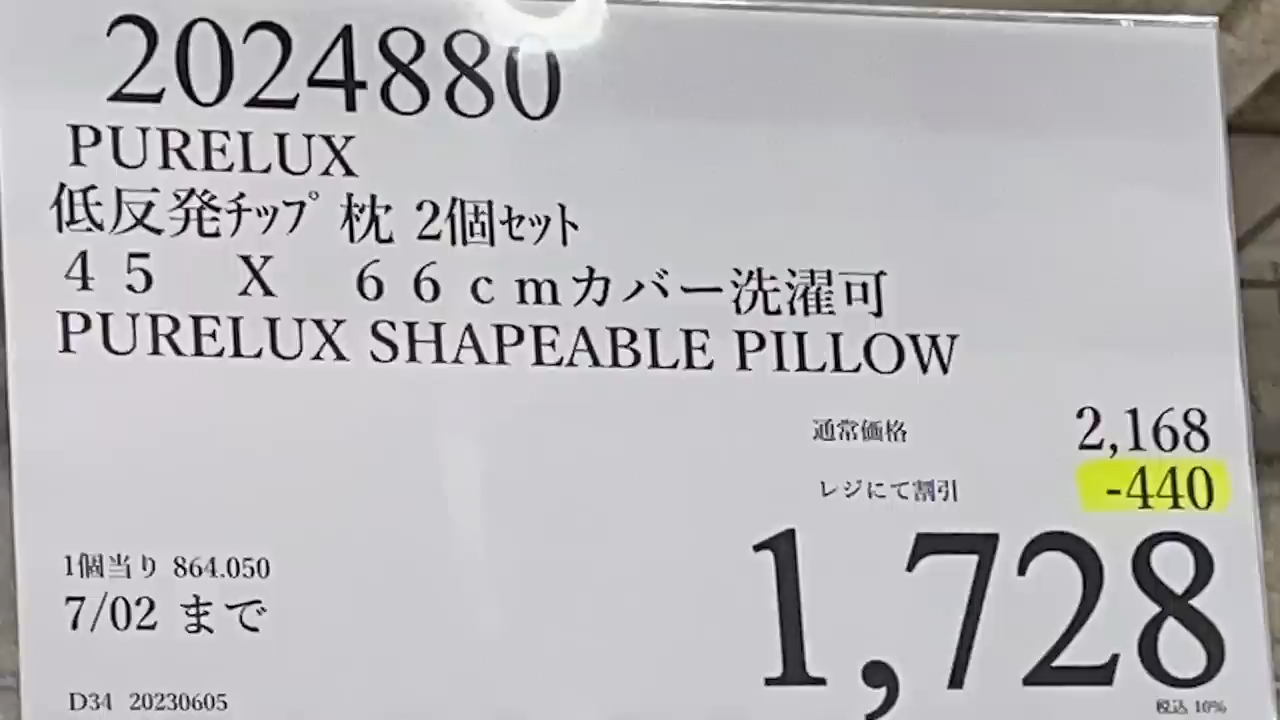 2024880
PURELUX
低反発ﾁｯﾌﾟ 枕 2個ｾｯﾄ
４５　Ｘ　６６ｃｍカバー洗濯可
PURELUX SHAPEABLE PILLOW
通常価格 2,168
レジにて割引 -440
1,728
1個当り 864.050
7/02 まで
D34 20230605
税込 10%